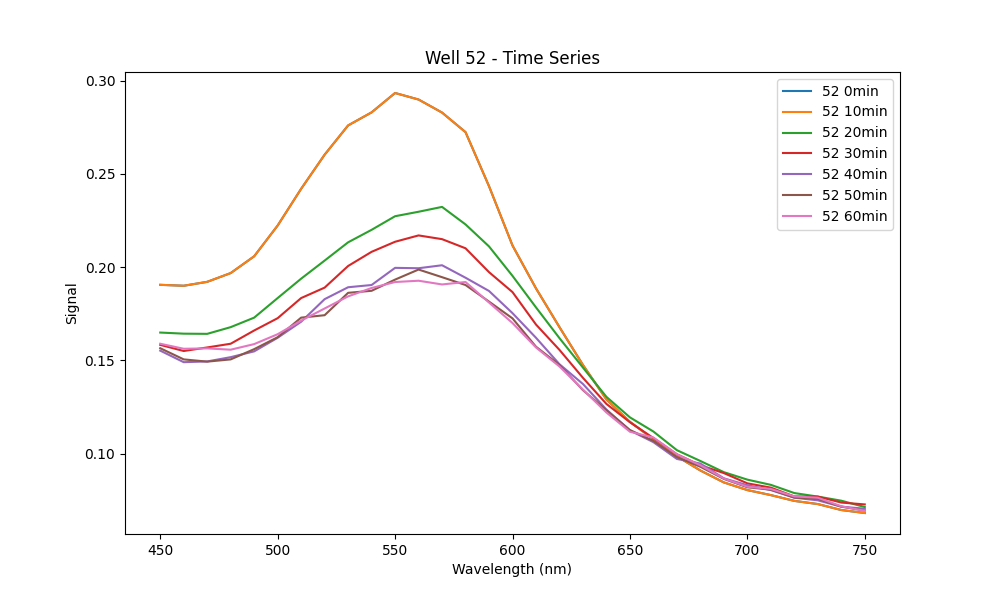 Well 52 - Time Series
Signal
0.30
0.25
0.20
0.15
0.10
52 0min
52 10min
52 20min
52 30min
52 40min
52 50min
52 60min
450 500 550 600 650 700 750
Wavelength (nm)